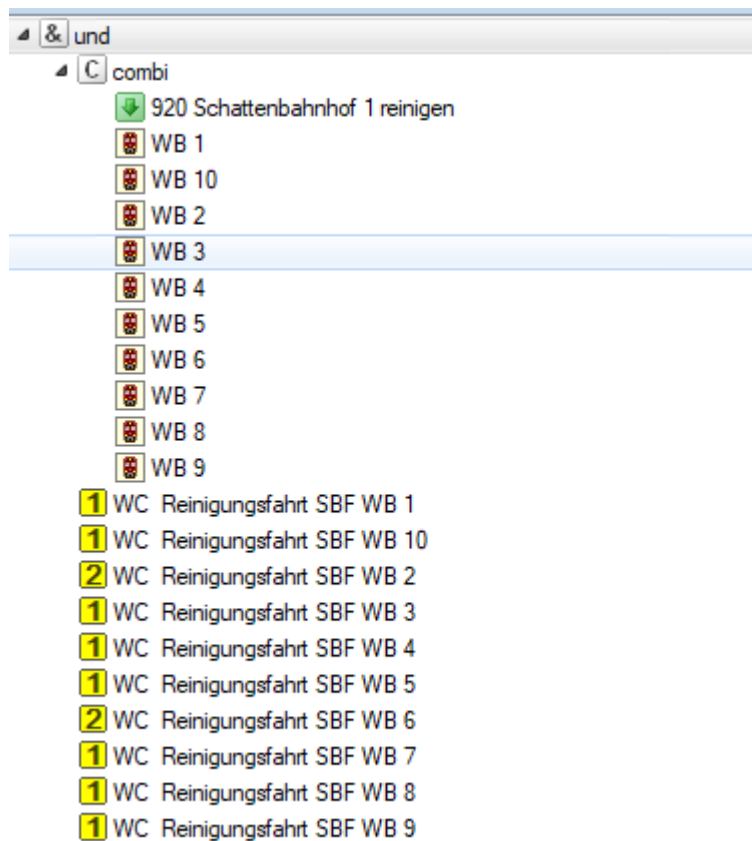 & und
C combi
920 Schattenbahnhof 1 reinigen
WB 1
WB 10
WB 2
WB 3
WB 4
WB 5
WB 6
WB 7
WB 8
WB 9
1 WC Reinigungsfahrt SBF WB 1
1 WC Reinigungsfahrt SBF WB 10
2 WC Reinigungsfahrt SBF WB 2
1 WC Reinigungsfahrt SBF WB 3
1 WC Reinigungsfahrt SBF WB 4
1 WC Reinigungsfahrt SBF WB 5
2 WC Reinigungsfahrt SBF WB 6
1 WC Reinigungsfahrt SBF WB 7
1 WC Reinigungsfahrt SBF WB 8
1 WC Reinigungsfahrt SBF WB 9